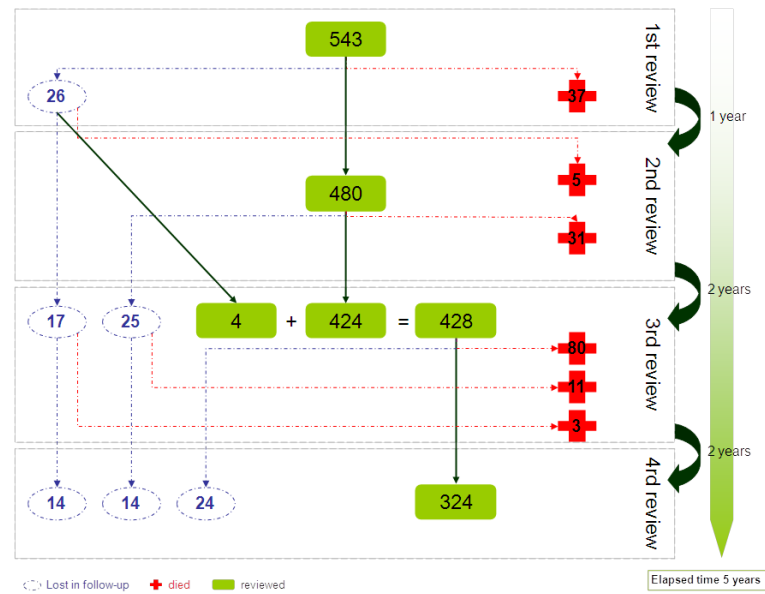 543
1st review
26
37
1 year
5
480
2nd review
31
2 years
17
25
4 + 424 = 428
3rd review
80
11
3
2 years
14
14
24
324
4rd review
Lost in follow-up
died
reviewed
Elapsed time 5 years